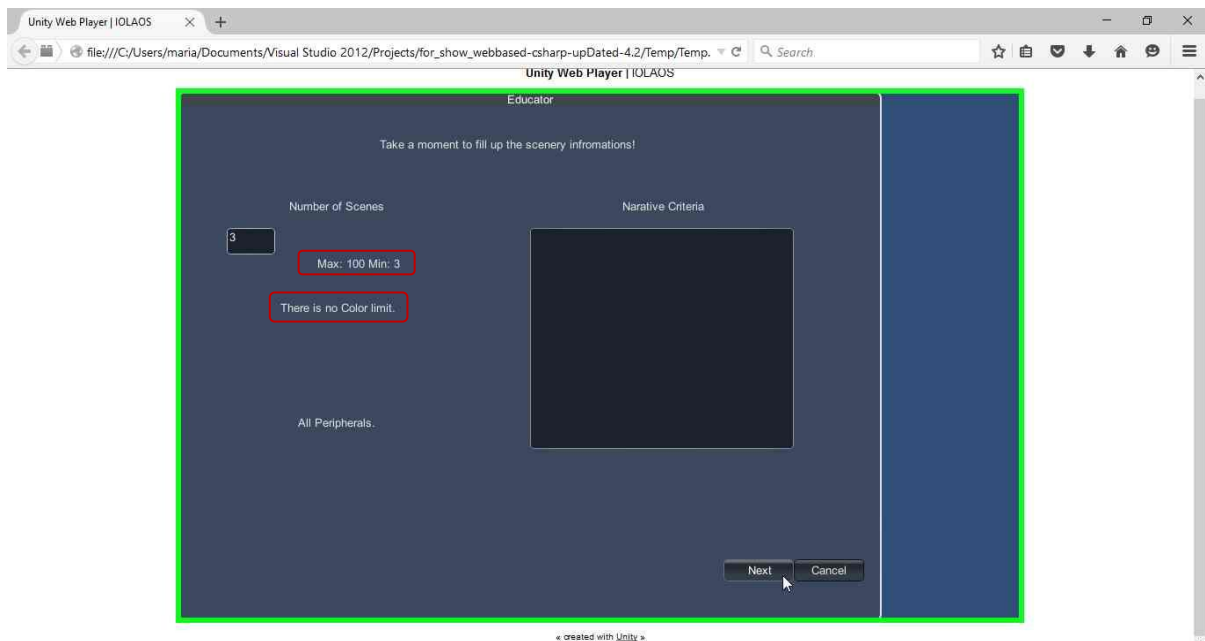 Unity Web Player | IOLAOS
file:///C:/Users/maria/Documents/Visual Studio 2012/Projects/for_show_webbased-csharp-upDated-4.2/Temp/Temp.
Search
Unity Web Player | IOLAOS
Educator
Take a moment to fill up the scenery infromations!
Number of Scenes
Narative Criteria
3
Max: 100 Min: 3
There is no Color limit.
All Peripherals.
Next
Cancel
« created with Unity »